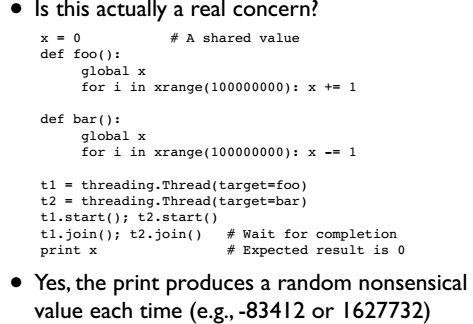 • Is this actually a real concern?
x = 0 # A shared value
def foo():
global x
for i in xrange(100000000): x += 1
def bar():
global x
for i in xrange(100000000): x -= 1
t1 = threading.Thread(target=foo)
t2 = threading.Thread(target=bar)
t1.start(); t2.start()
t1.join(); t2.join() # Wait for completion
print x # Expected result is 0
• Yes, the print produces a random nonsensical
value each time (e.g., -83412 or 1627732)